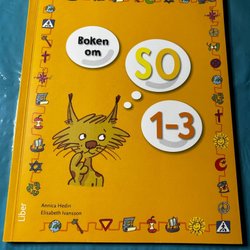 Boken
om
SO
1-3
Annica Hedin
Elisabeth Ivansson
Liber